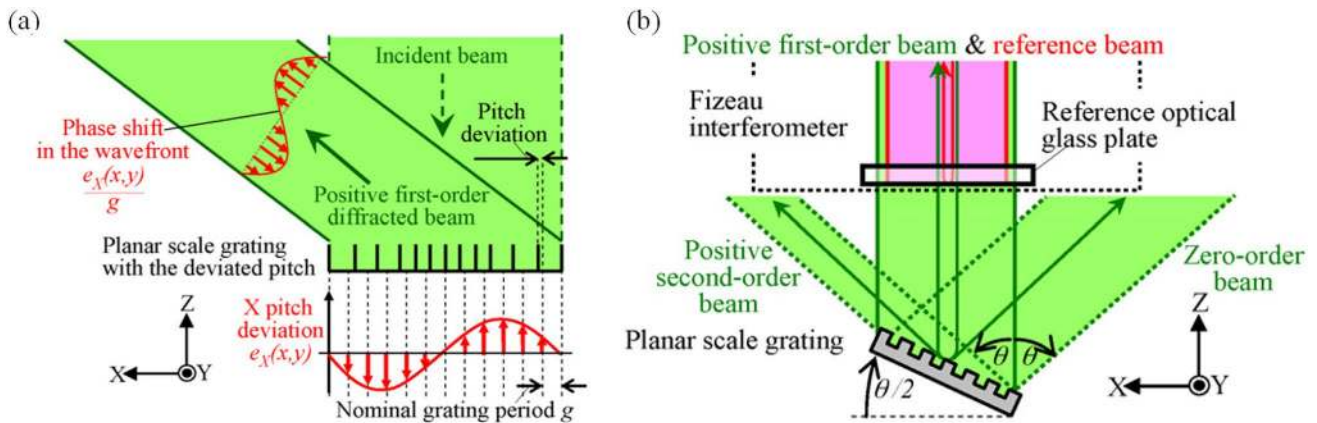 (a)
Incident beam
Pitch
deviation
Phase shift
in the wavefront
e_X(x,y)
g
Positive first-order
diffracted beam
Planar scale grating
with the deviated pitch
Z
X
Y
X pitch
deviation
e_X(x,y)
Nominal grating period g
(b)
Positive first-order beam & reference beam
Fizeau
interferometer
Reference optical
glass plate
Positive
second-order
beam
Zero-order
beam
Planar scale grating
θ θ
θ/2
Z
X
Y